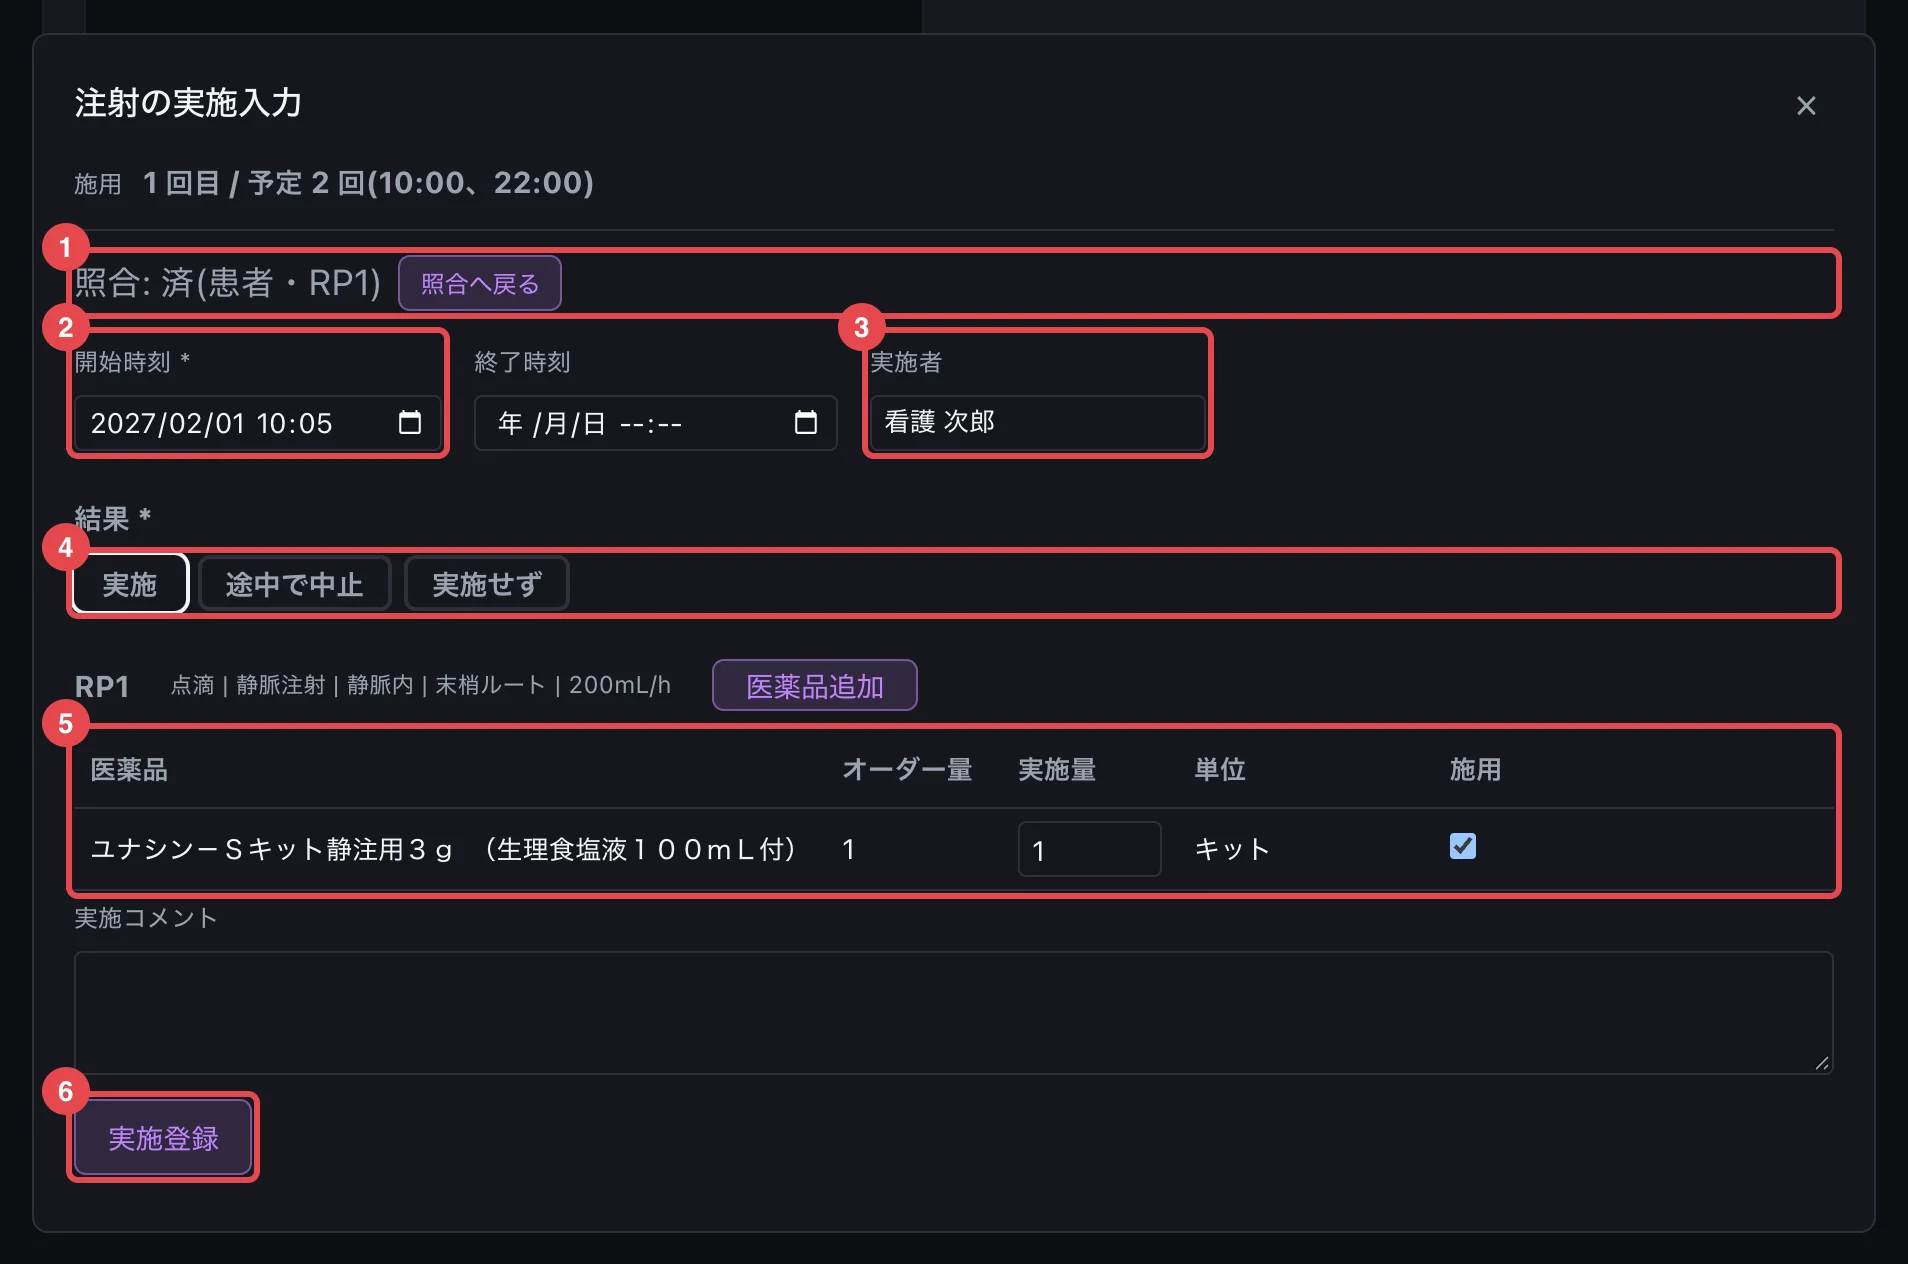 注射の実施入力
施用 1 回目 / 予定 2 回(10:00、22:00)
1
照合: 済(患者・RP1) 照合へ戻る
2 3
開始時刻 * 終了時刻 実施者
2027/02/01 10:05 年 /月/日 --:-- 看護 次郎
結果 *
4
実施 途中で中止 実施せず
RP1 点滴 | 静脈注射 | 静脈内 | 末梢ルート | 200mL/h 医薬品追加
5
医薬品 オーダー量 実施量 単位 施用
ユナシン－Ｓキット静注用３ｇ （生理食塩液１００ｍＬ付） 1 1 キット
実施コメント
6
実施登録